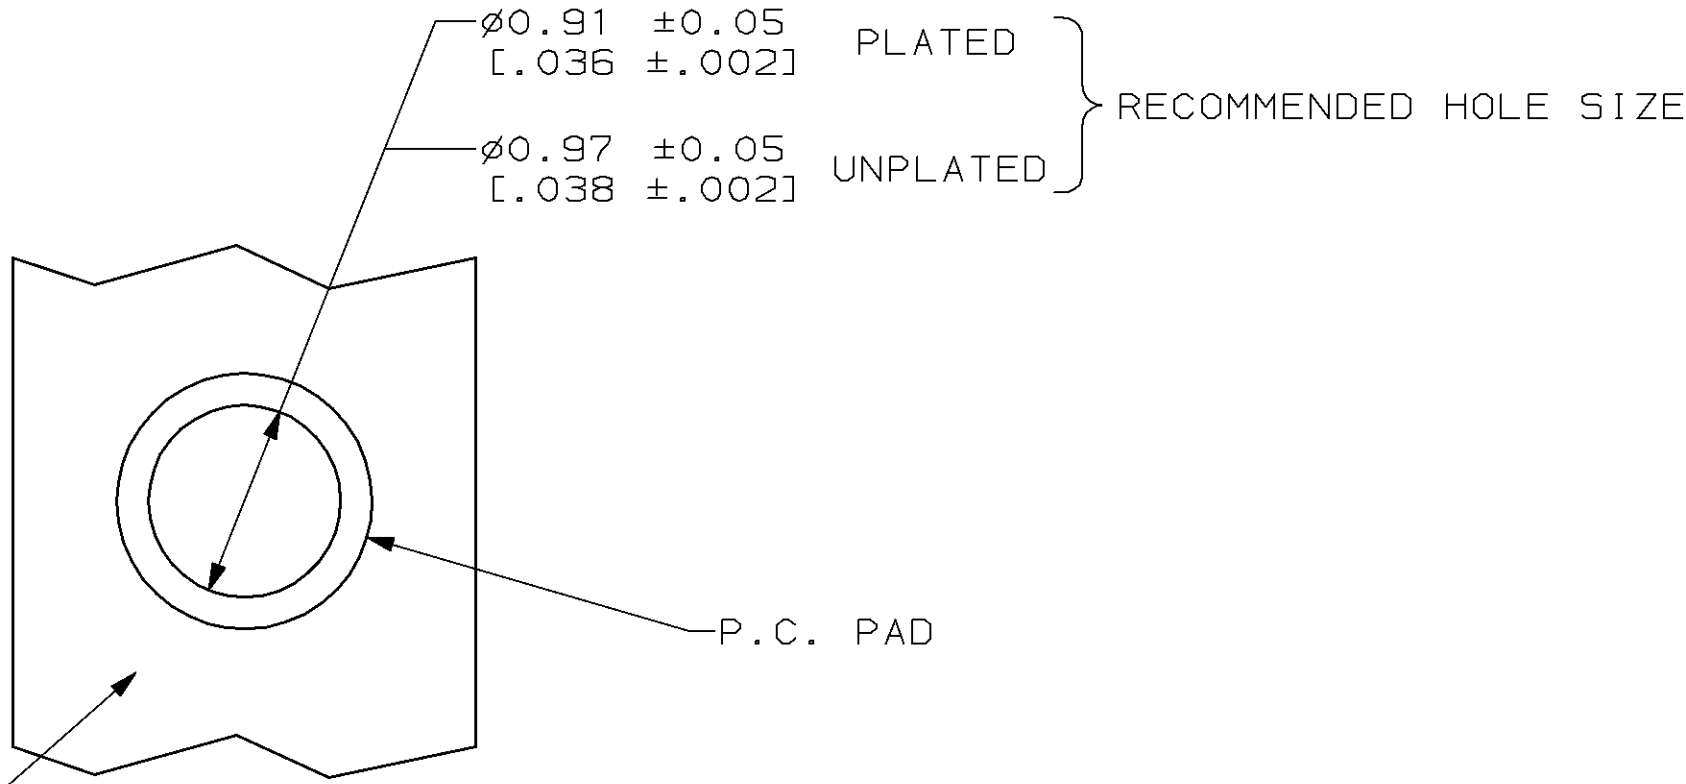 ø0.91 ±0.05
[.036 ±.002]
PLATED
ø0.97 ±0.05
[.038 ±.002]
UNPLATED
RECOMMENDED HOLE SIZE
P.C. PAD